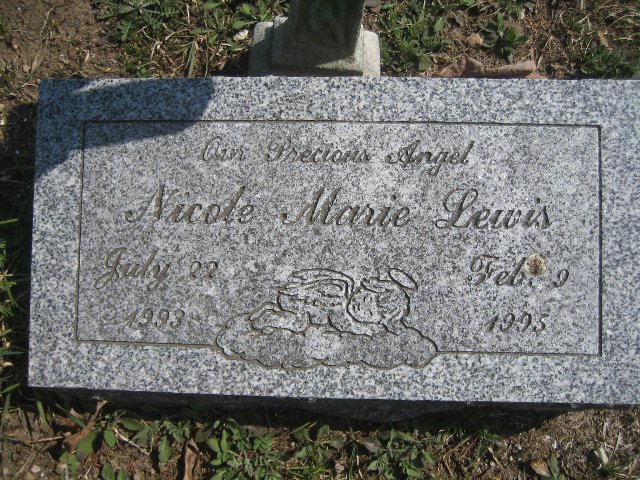 Our Precious Angel
Nicole Marie Lewis
July 22 Feb. 9
1993 1995